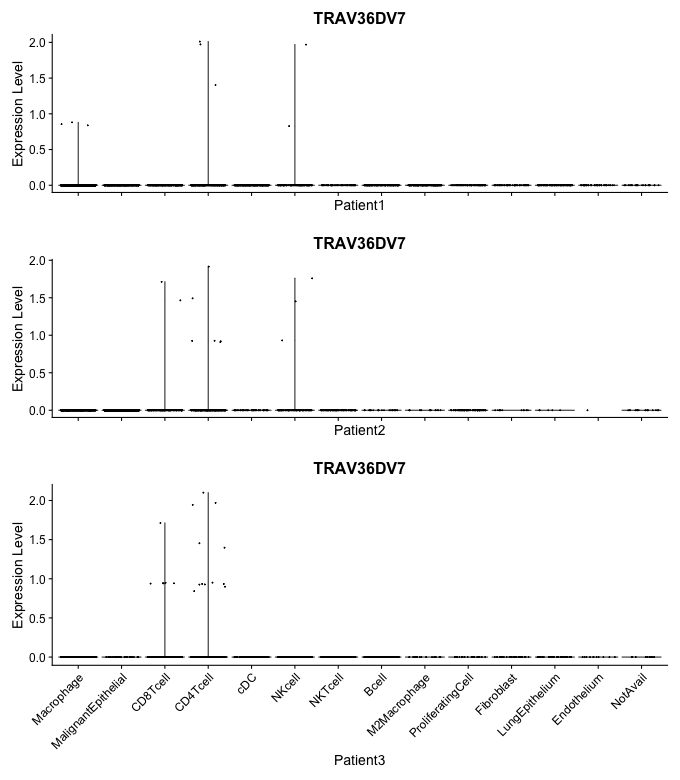 TRAV36DV7
Expression Level
2.0
1.5
1.0
0.5
0.0
Patient1
TRAV36DV7
Expression Level
2.0
1.5
1.0
0.5
0.0
Patient2
TRAV36DV7
Expression Level
2.0
1.5
1.0
0.5
0.0
Macrophage
MalignantEpithelial
CD8Tcell
CD4Tcell
cDC
NKcell
NKTcell
Bcell
M2Macrophage
ProliferatingCell
Fibroblast
LungEpithelium
Endothelium
NotAvail
Patient3